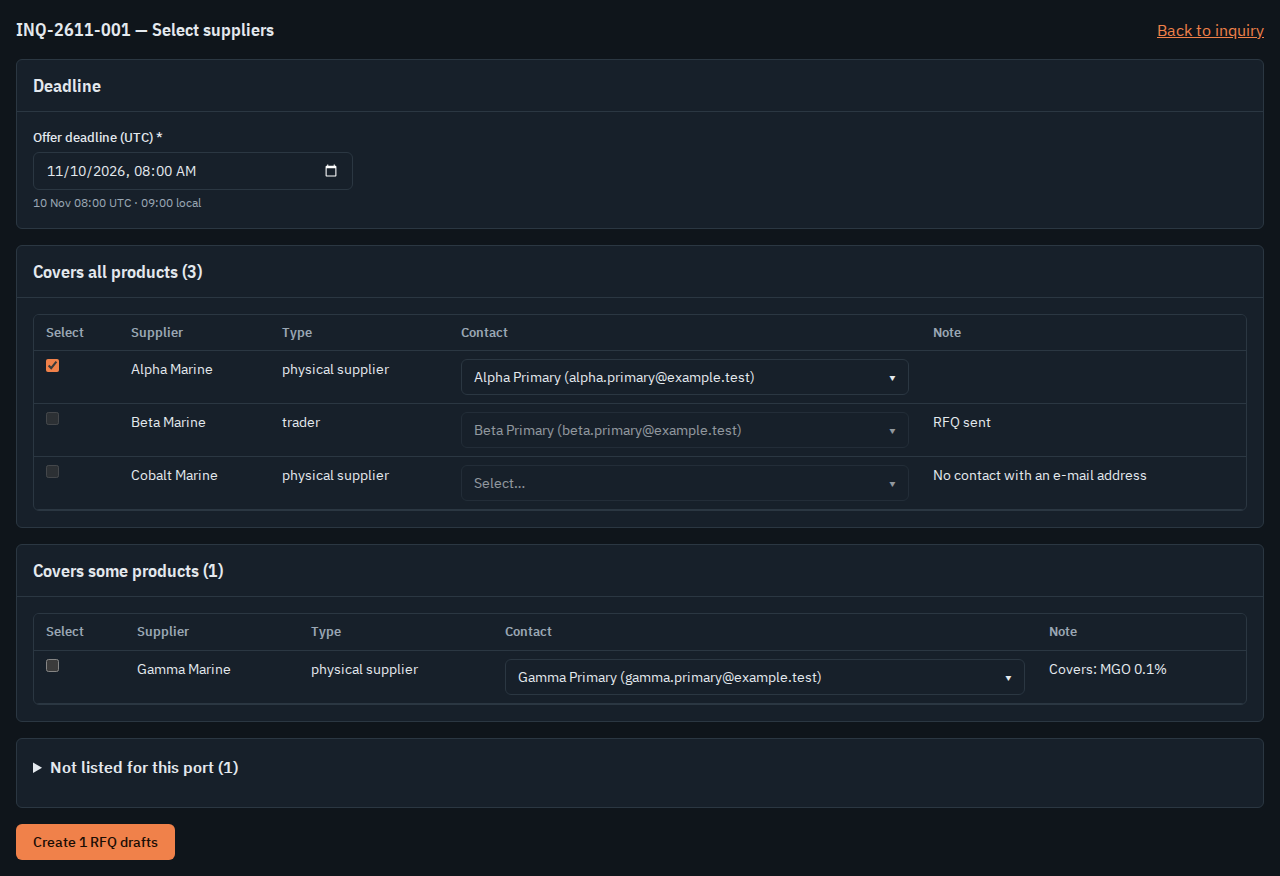 INQ-2611-001 — Select suppliers
Back to inquiry
Deadline
Offer deadline (UTC) *
11/10/2026, 08:00 AM
10 Nov 08:00 UTC · 09:00 local
Covers all products (3)
Select Supplier Type Contact Note
Alpha Marine physical supplier Alpha Primary (alpha.primary@example.test)
Beta Marine trader Beta Primary (beta.primary@example.test) RFQ sent
Cobalt Marine physical supplier Select... No contact with an e-mail address
Covers some products (1)
Select Supplier Type Contact Note
Gamma Marine physical supplier Gamma Primary (gamma.primary@example.test) Covers: MGO 0.1%
Not listed for this port (1)
Create 1 RFQ drafts